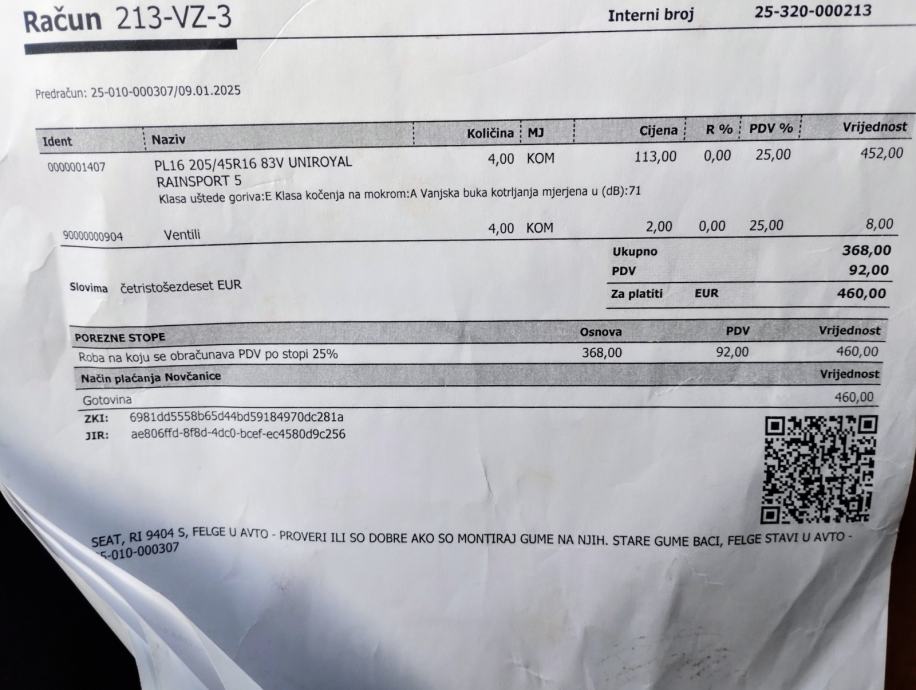 Račun 213-VZ-3
Interni broj 25-320-000213
Predračun: 25-010-000307/09.01.2025
Ident Naziv Količina MJ Cijena R % PDV % Vrijednost
0000001407 PL16 205/45R16 83V UNIROYAL 4,00 KOM 113,00 0,00 25,00 452,00
RAINSPORT 5
Klasa uštede goriva:E Klasa kočenja na mokrom:A Vanjska buka kotrljanja mjerjena u (dB):71
90000000904 Ventili 4,00 KOM 2,00 0,00 25,00 8,00
Ukupno 368,00
PDV 92,00
Slovima četristošezdeset EUR
Za platiti EUR 460,00
POREZNE STOPE Osnova PDV Vrijednost
Roba na koju se obračunava PDV po stopi 25% 368,00 92,00 460,00
Način plaćanja Novčanice Vrijednost
Gotovina 460,00
ZKI: 6981dd5558b65d44bd59184970dc281a
JIR: ae806ffd-8f8d-4dc0-bcef-ec4580d9c256
SEAT, RI 9404 S, FELGE U AVTO - PROVERI ILI SO DOBRE AKO SO MONTIRAJ GUME NA NJIH. STARE GUME BACI, FELGE STAVI U AVTO -
5-010-000307